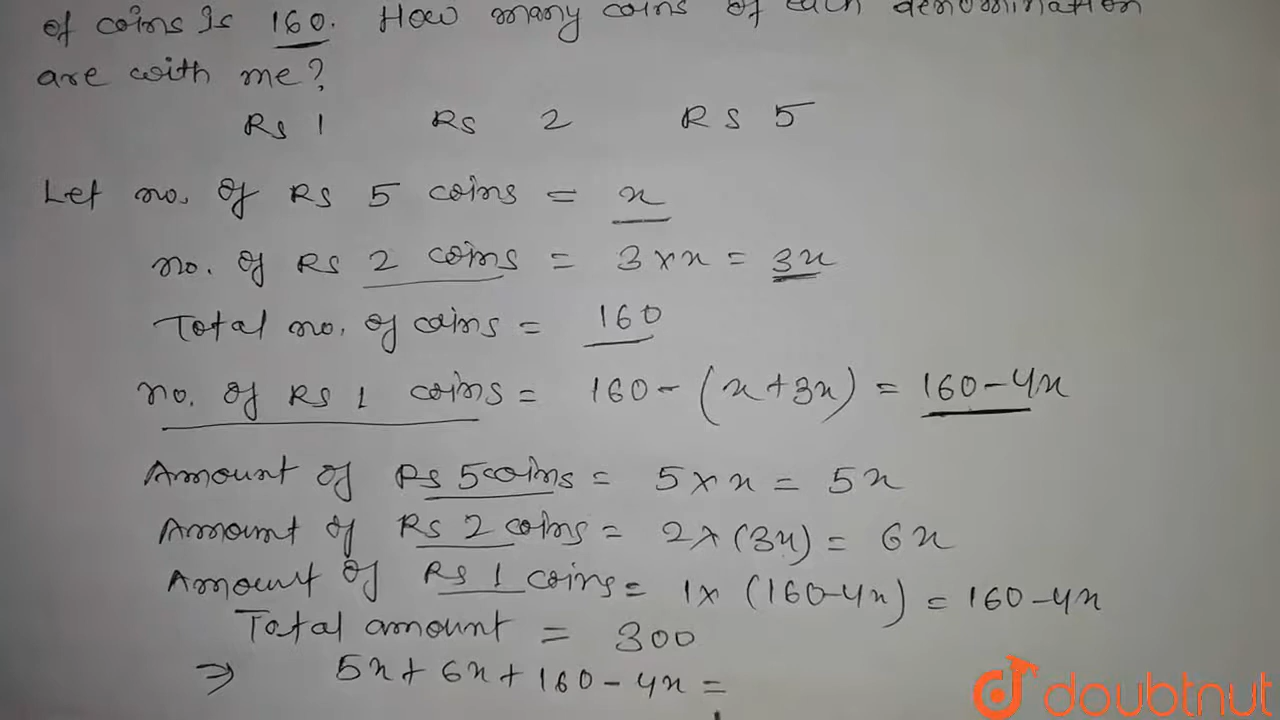 of coins is 160. How many coins of each denomination
are with me?
Rs 1 Rs 2 RS 5
Let no. of RS 5 coins = x
no. of RS 2 coins = 3 × x = 3x
Total no. of coins = 160
no. of RS 1 coins = 160 - (x + 3x) = 160 - 4x
Amount of Rs 5 coins = 5 × x = 5x
Amount of Rs 2 coins = 2 × (3x) = 6x
Amount of Rs 1 coins = 1 × (160 - 4x) = 160 - 4x
Total amount = 300
⇒ 5x + 6x + 160 - 4x =
doubtnut